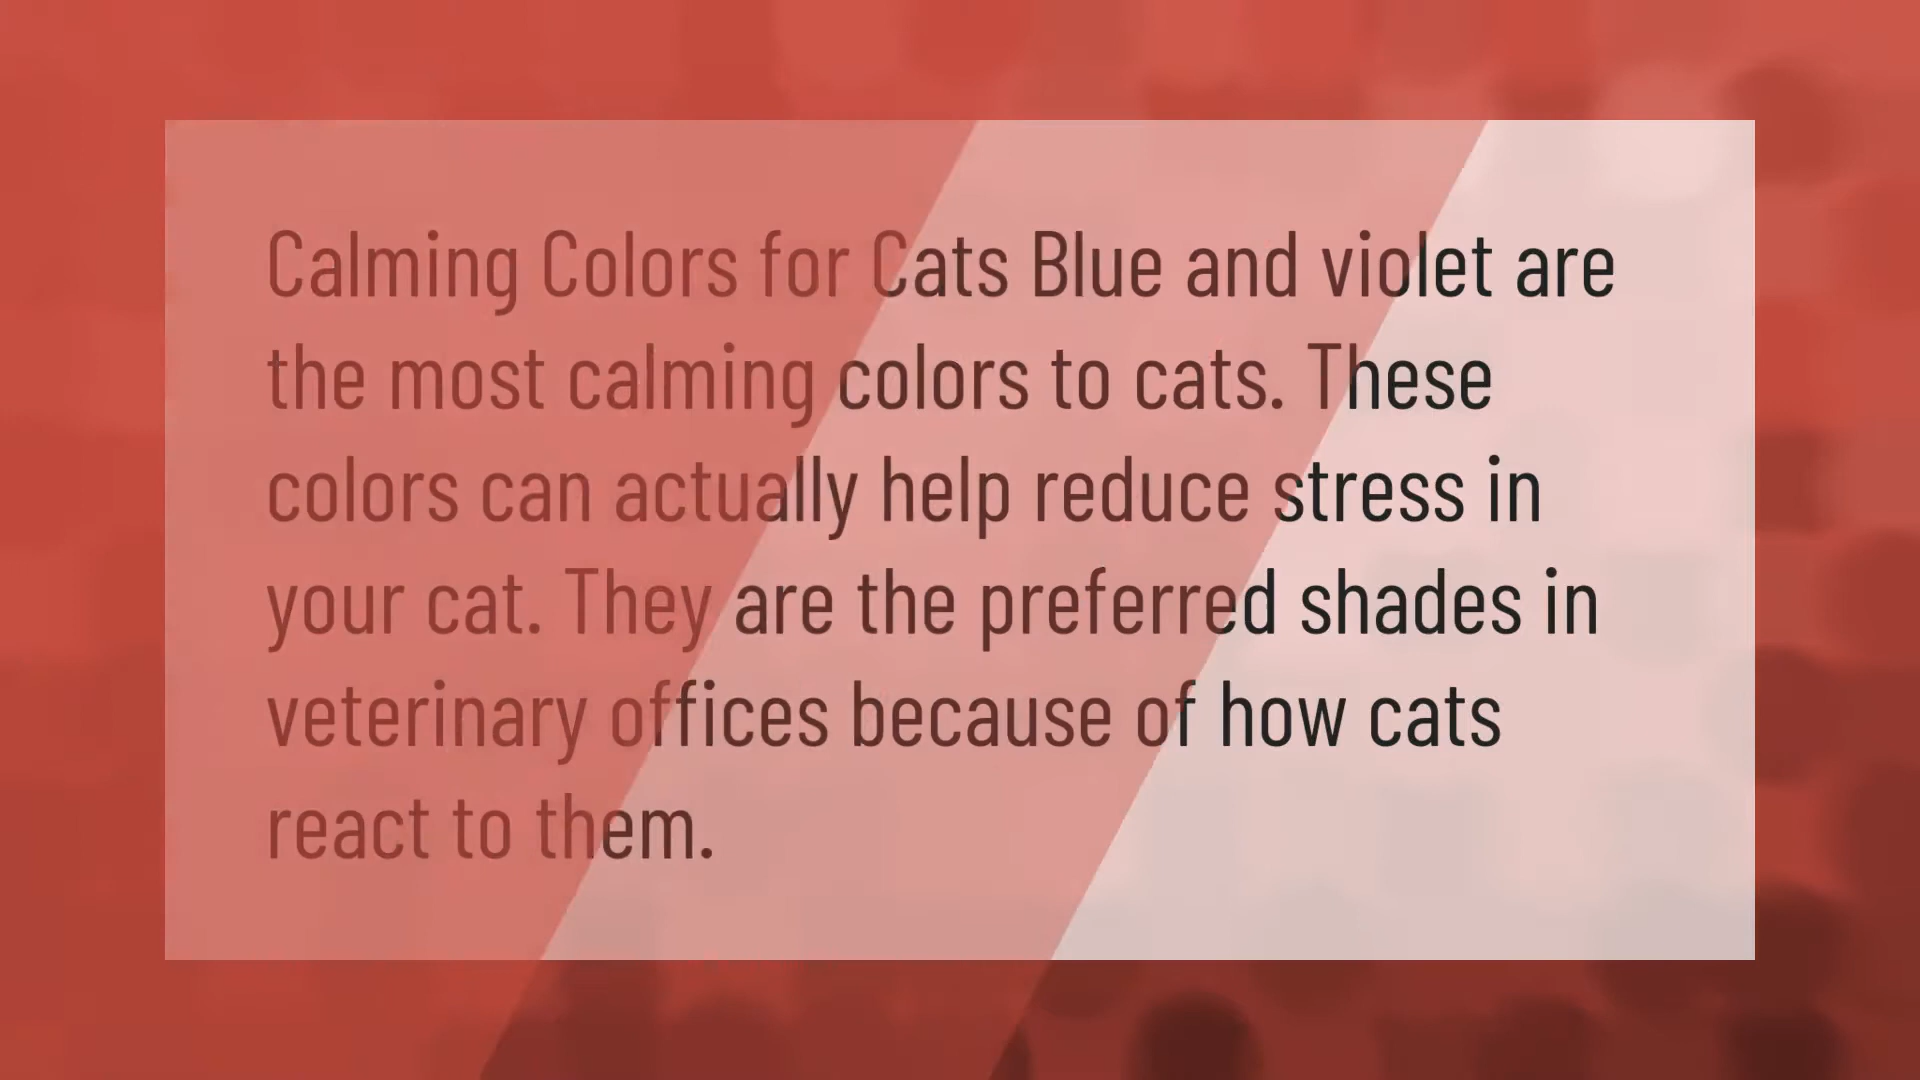 Calming Colors for Cats Blue and violet are
the most calming colors to cats. These
colors can actually help reduce stress in
your cat. They are the preferred shades in
veterinary offices because of how cats
react to them.